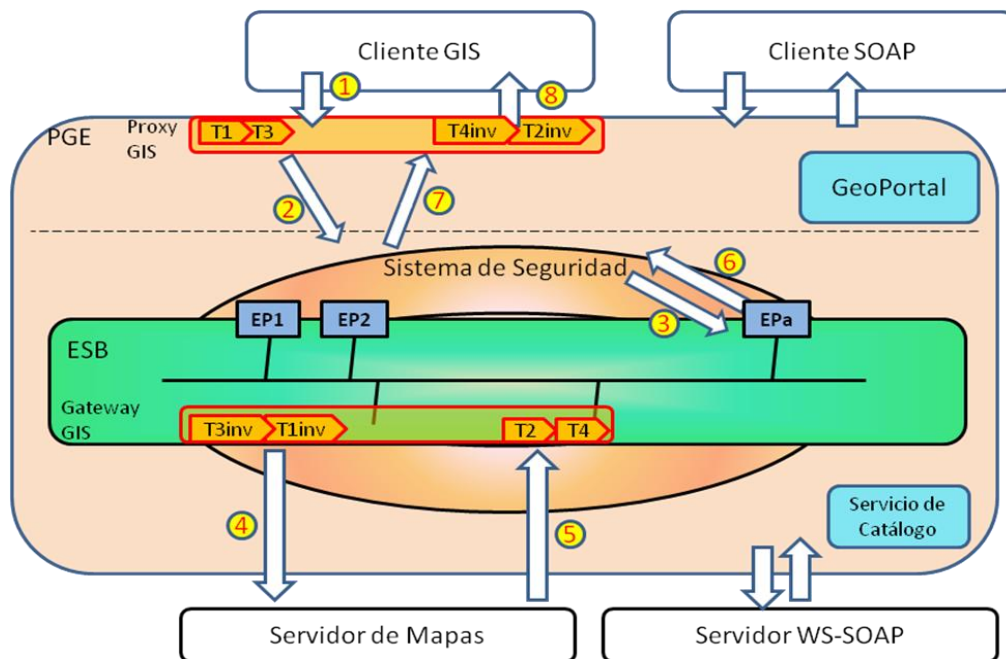 Cliente GIS
Cliente SOAP
1
8
PGE
Proxy
GIS
T1
T3
T4inv
T2inv
GeoPortal
2
7
6
Sistema de Seguridad
3
EP1
EP2
EPa
ESB
Gateway
GIS
T3inv
T1inv
T2
T4
4
5
Servicio de
Catálogo
Servidor de Mapas
Servidor WS-SOAP